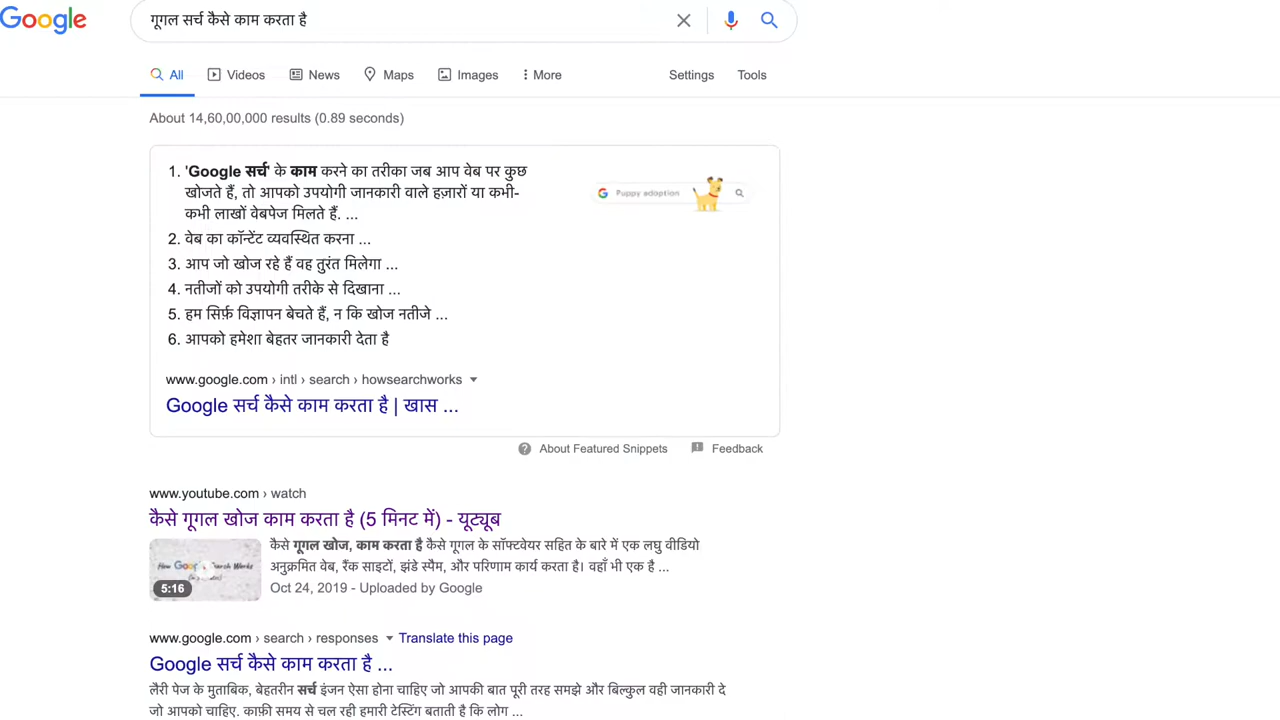 Google
गूगल सर्च कैसे काम करता है
All Videos News Maps Images More Settings Tools
About 14,60,00,000 results (0.89 seconds)
1. 'Google सर्च' के काम करने का तरीका जब आप वेब पर कुछ
खोजते हैं, तो आपको उपयोगी जानकारी वाले हज़ारों या कभी-
कभी लाखों वेबपेज मिलते हैं. ...
2. वेब का कॉन्टेंट व्यवस्थित करना ...
3. आप जो खोज रहे हैं वह तुरंत मिलेगा ...
4. नतीजों को उपयोगी तरीके से दिखाना ...
5. हम सिर्फ़ विज्ञापन बेचते हैं, न कि खोज नतीजे ...
6. आपको हमेशा बेहतर जानकारी देता है
G Puppy adoption
www.google.com › intl › search › howsearchworks
Google सर्च कैसे काम करता है | खास ...
About Featured Snippets Feedback
www.youtube.com › watch
कैसे गूगल खोज काम करता है (5 मिनट में) - यूट्यूब
कैसे गूगल खोज, काम करता है कैसे गूगल के सॉफ्टवेयर सहित के बारे में एक लघु वीडियो
अनुक्रमित वेब, रैंक साइटों, झंडे स्पैम, और परिणाम कार्य करता है। वहाँ भी एक है ...
Oct 24, 2019 - Uploaded by Google
How Google Search Works
5:16
www.google.com › search › responses Translate this page
Google सर्च कैसे काम करता है ...
लैरी पेज के मुताबिक, बेहतरीन सर्च इंजन ऐसा होना चाहिए जो आपकी बात पूरी तरह समझे और बिल्कुल वही जानकारी दे
जो आपको चाहिए. काफ़ी समय से चल रही हमारी टेस्टिंग बताती है कि लोग ...